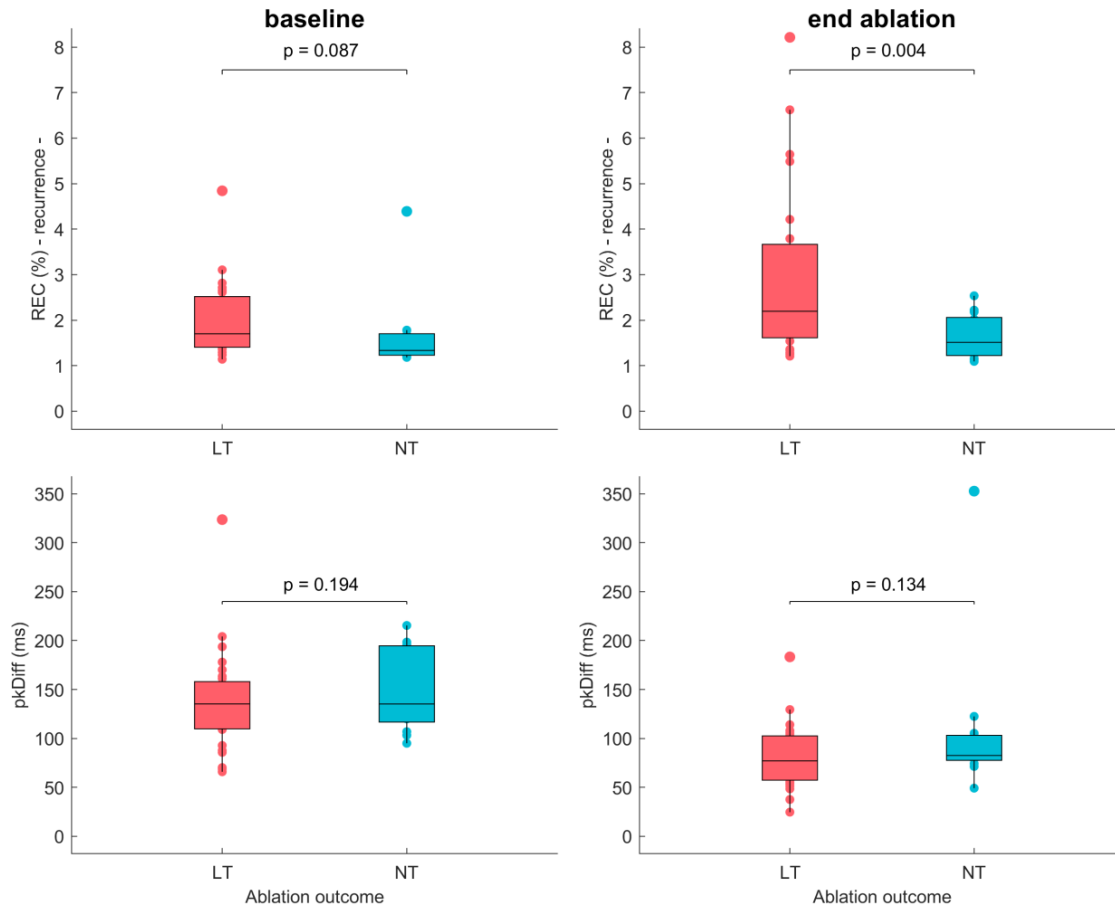 baseline
end ablation
p = 0.087
p = 0.004
REC (%) - recurrence -
8
7
6
5
4
3
2
1
0
LT
NT
REC (%) - recurrence -
8
7
6
5
4
3
2
1
0
LT
NT
pkDiff (ms)
350
300
250
200
150
100
50
0
p = 0.194
LT
NT
Ablation outcome
pkDiff (ms)
350
300
250
200
150
100
50
0
p = 0.134
LT
NT
Ablation outcome